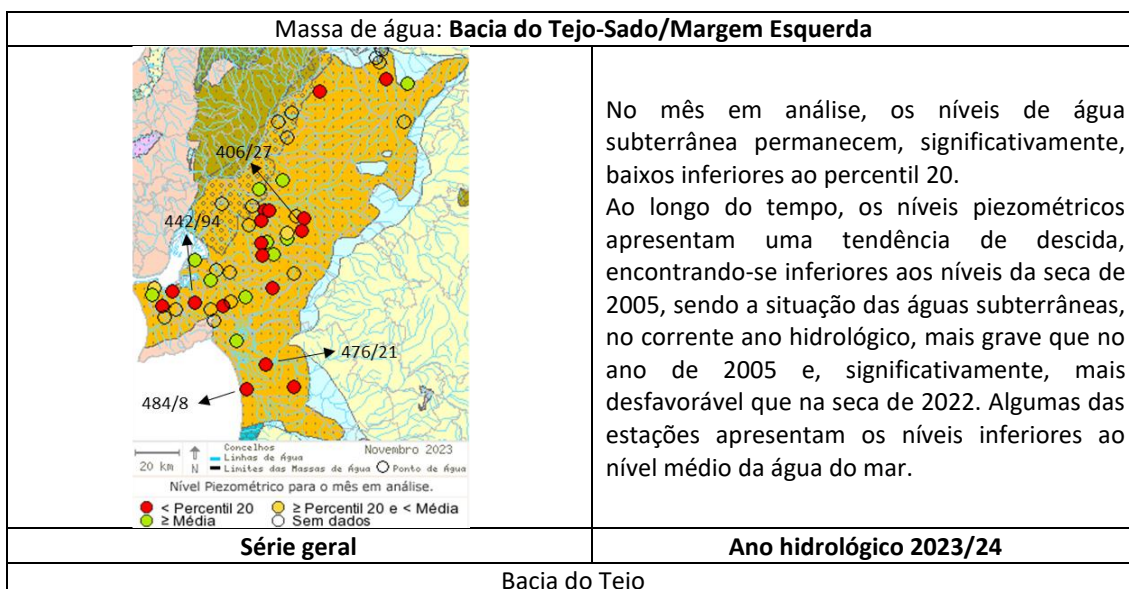 Massa de água: Bacia do Tejo-Sado/Margem Esquerda
406/27
442/94
476/21
484/8
Concelhos
Novembro 2023
Linhas de Água
20 km
N
Limites das Massas de Água
Ponto de Água
Nível Piezométrico para o mês em análise.
< Percentil 20
≥ Percentil 20 e < Média
≥ Média
Sem dados
No mês em análise, os níveis de água
subterrânea permanecem, significativamente,
baixos inferiores ao percentil 20.
Ao longo do tempo, os níveis piezométricos
apresentam uma tendência de descida,
encontrando-se inferiores aos níveis da seca de
2005, sendo a situação das águas subterrâneas,
no corrente ano hidrológico, mais grave que no
ano de 2005 e, significativamente, mais
desfavorável que na seca de 2022. Algumas das
estações apresentam os níveis inferiores ao
nível médio da água do mar.
Série geral
Ano hidrológico 2023/24
Bacia do Tejo